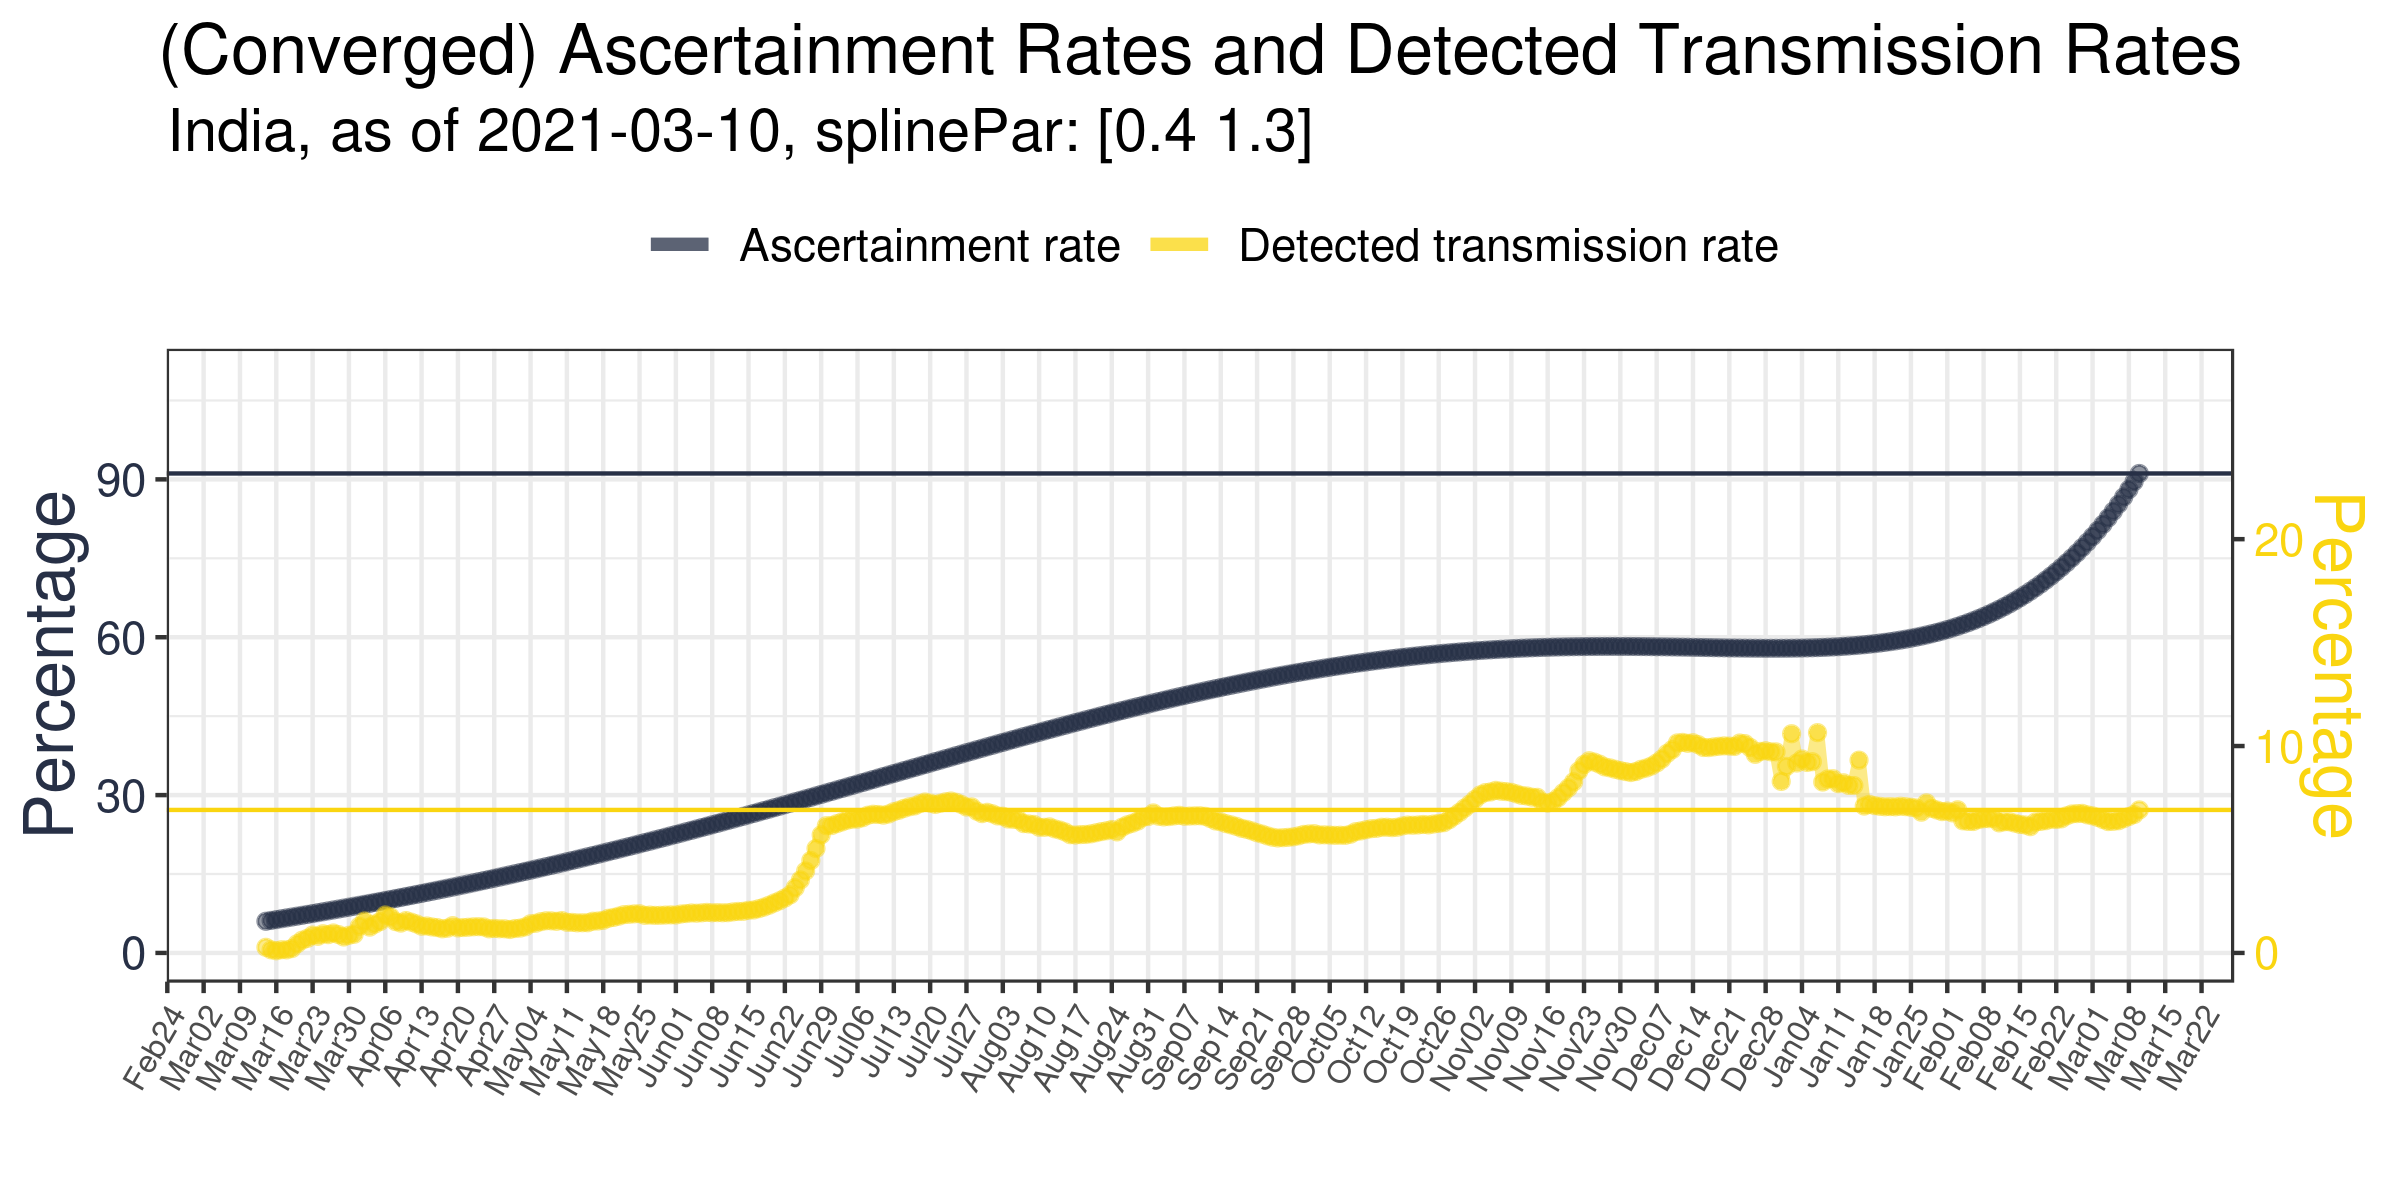 (Converged) Ascertainment Rates and Detected Transmission Rates
India, as of 2021-03-10, splinePar: [0.4 1.3]
Ascertainment rate Detected transmission rate
Percentage
90
60
30
0
20
10
0
Percentage
Feb24 Mar02 Mar09 Mar16 Mar23 Mar30 Apr06 Apr13 Apr20 Apr27 May04 May11 May18 May25 Jun01 Jun08 Jun15 Jun22 Jun29 Jul06 Jul13 Jul20 Jul27 Aug03 Aug10 Aug17 Aug24 Aug31 Sep07 Sep14 Sep21 Sep28 Oct05 Oct12 Oct19 Oct26 Nov02 Nov09 Nov16 Nov23 Nov30 Dec07 Dec14 Dec21 Dec28 Jan04 Jan11 Jan18 Jan25 Feb01 Feb08 Feb15 Feb22 Mar01 Mar08 Mar15 Mar22